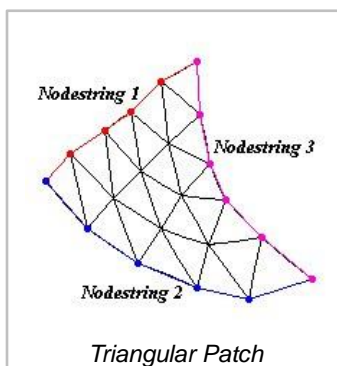 Nodestring 1
Nodestring 3
Nodestring 2
Triangular Patch